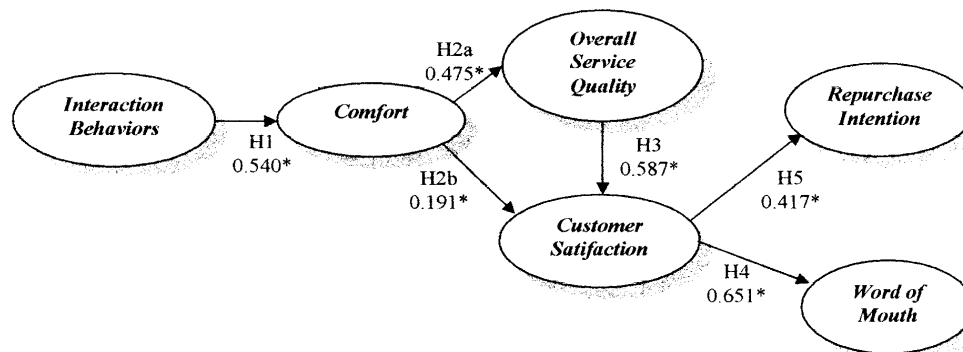 Interaction
Behaviors
H1
0.540*
Comfort
H2a
0.475*
H2b
0.191*
Overall
Service
Quality
H3
0.587*
Customer
Satifaction
H5
0.417*
Repurchase
Intention
H4
0.651*
Word of
Mouth